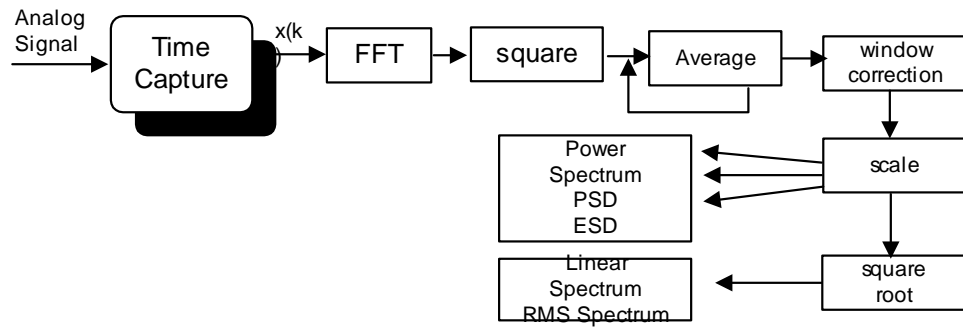 Analog
Signal
Time
Capture
x(k
)
FFT
square
Average
window
correction
Power
Spectrum
PSD
ESD
scale
Linear
Spectrum
RMS Spectrum
square
root